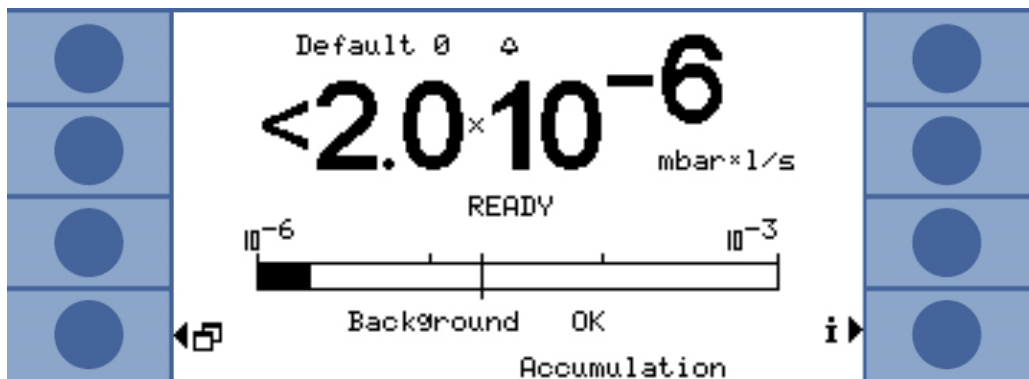 Default 0
<2.0×10⁻⁶
mbar×l/s
READY
10⁻⁶ 10⁻³
Background OK
i
Accumulation